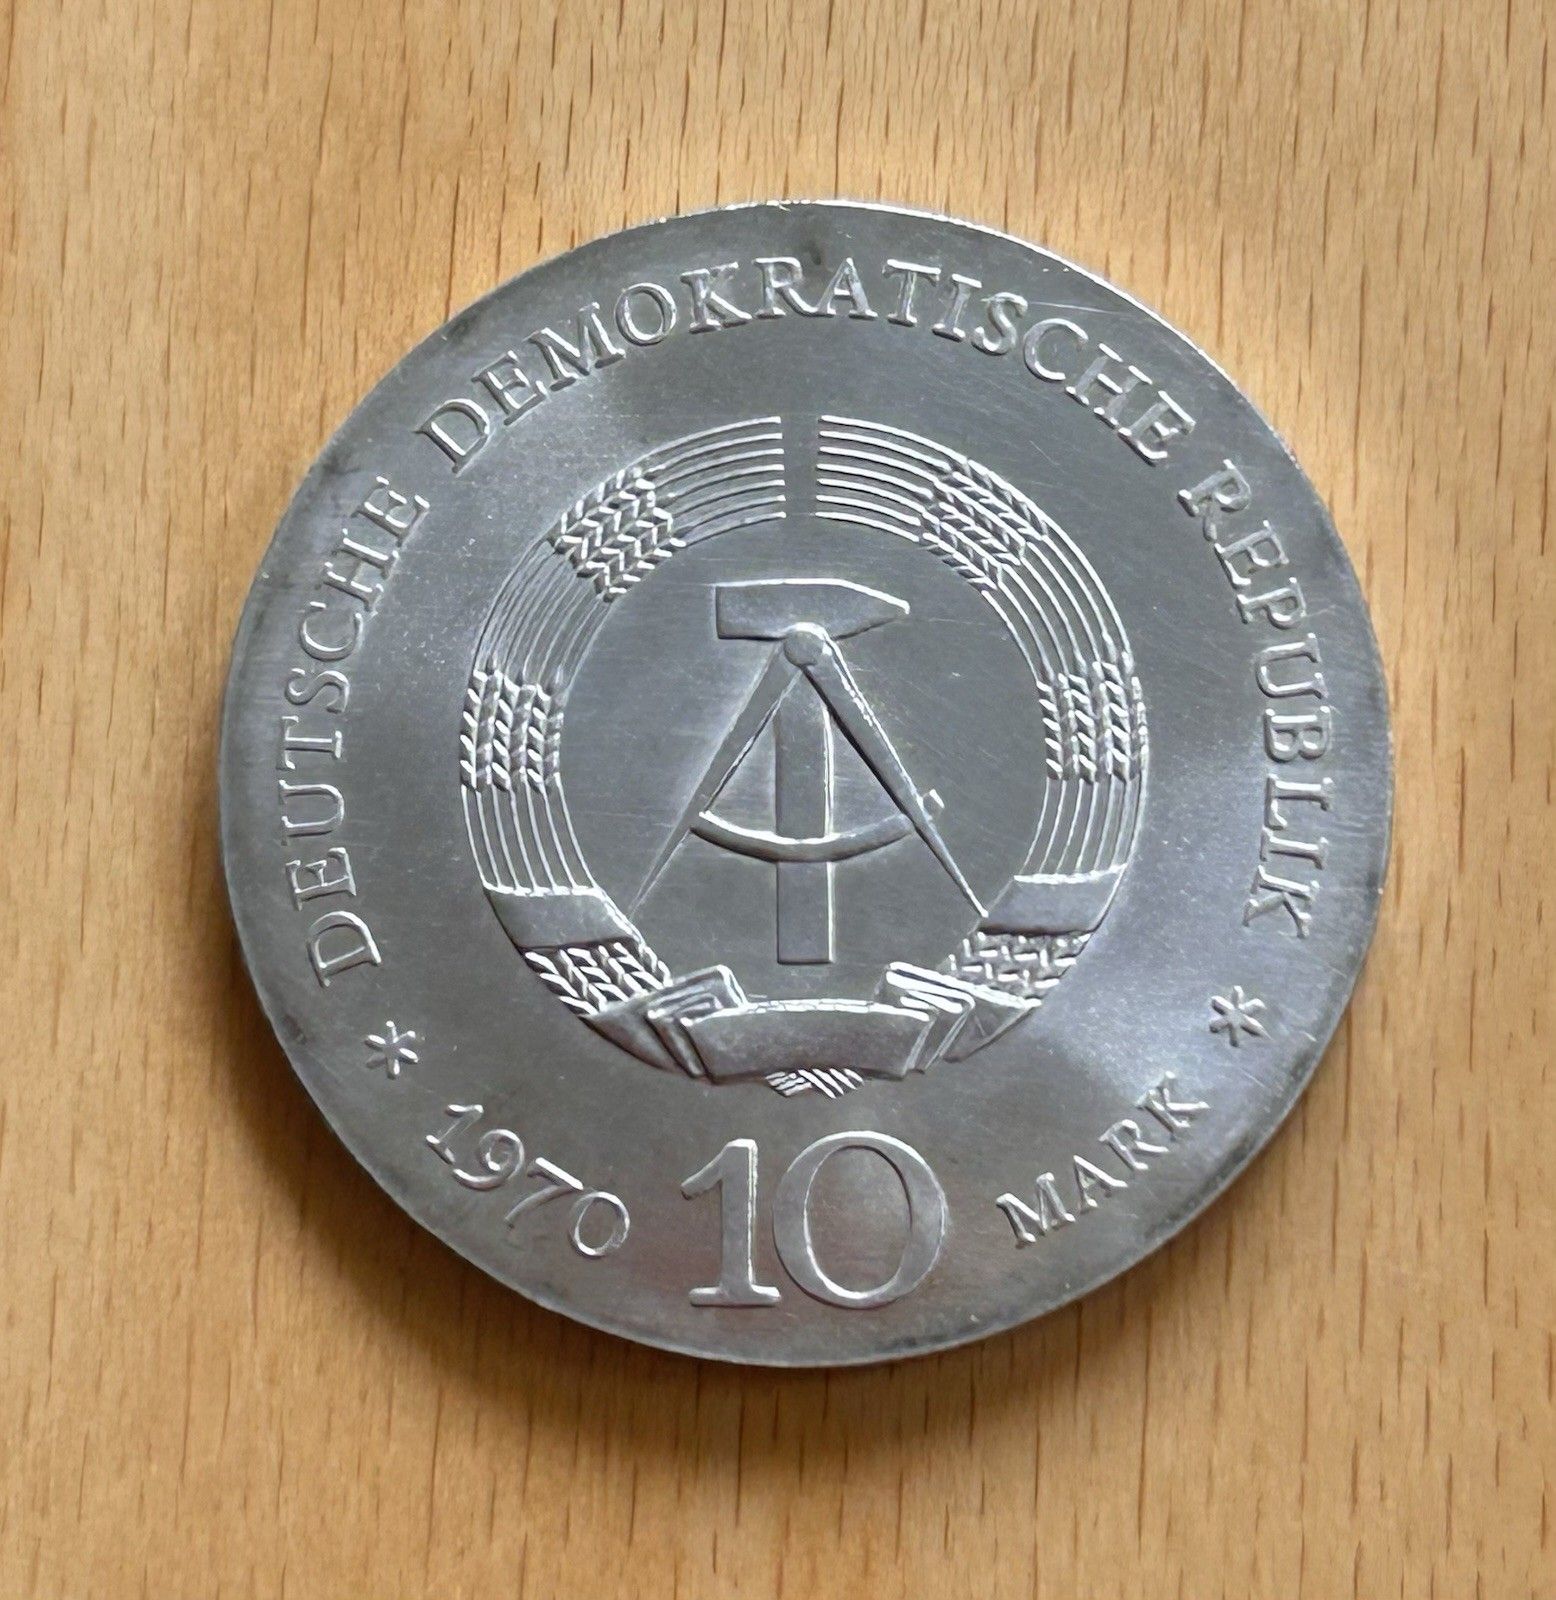 DEUTSCHE DEMOKRATISCHE REPUBLIK
* 1970 10 MARK *